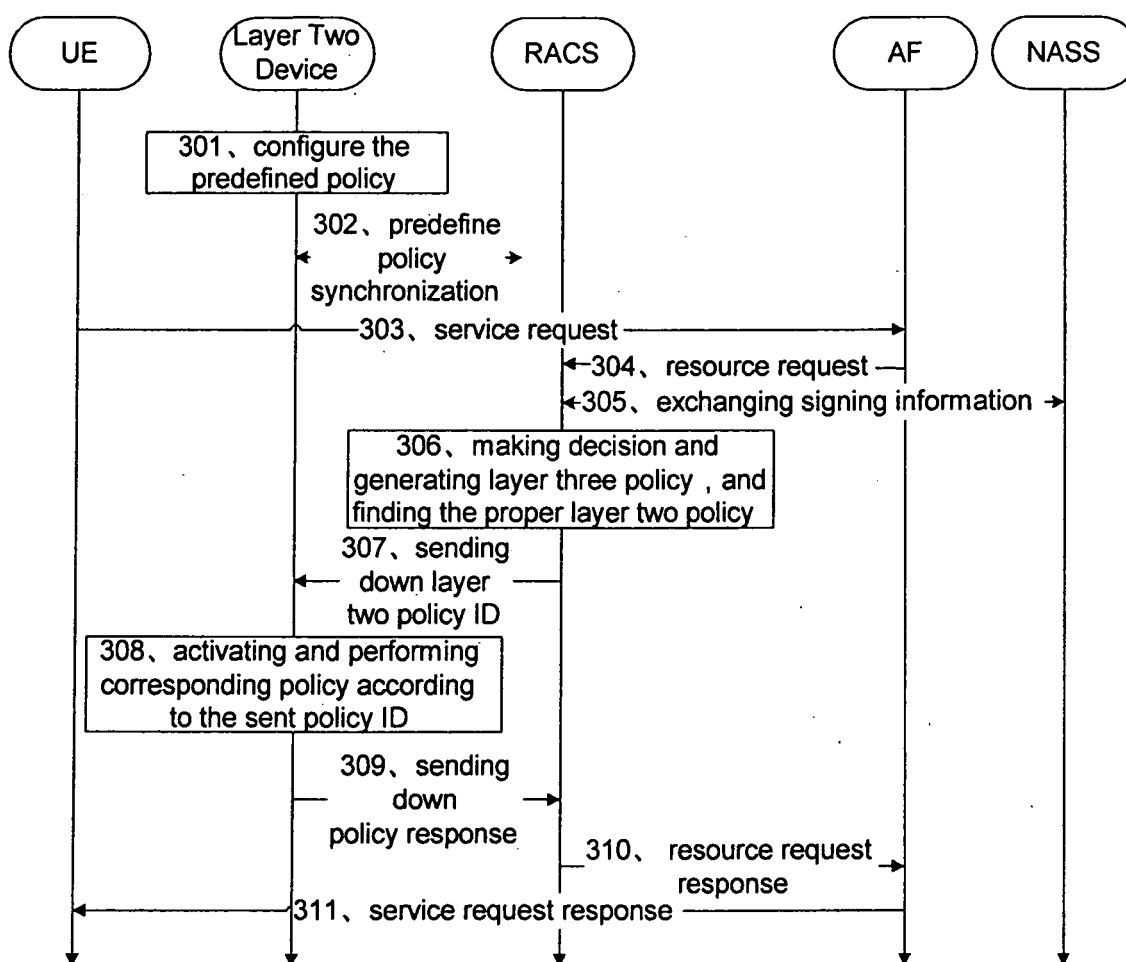 UE
Layer Two
Device
RACS
AF
NASS
301、configure the
predefined policy
302、predefine
policy
synchronization
303、service request
304、resource request
305、exchanging signing information
306、making decision and
generating layer three policy , and
finding the proper layer two policy
307、sending
down layer
two policy ID
308、activating and performing
corresponding policy according
to the sent policy ID
309、sending
down
policy response
310、 resource request
response
311、service request response